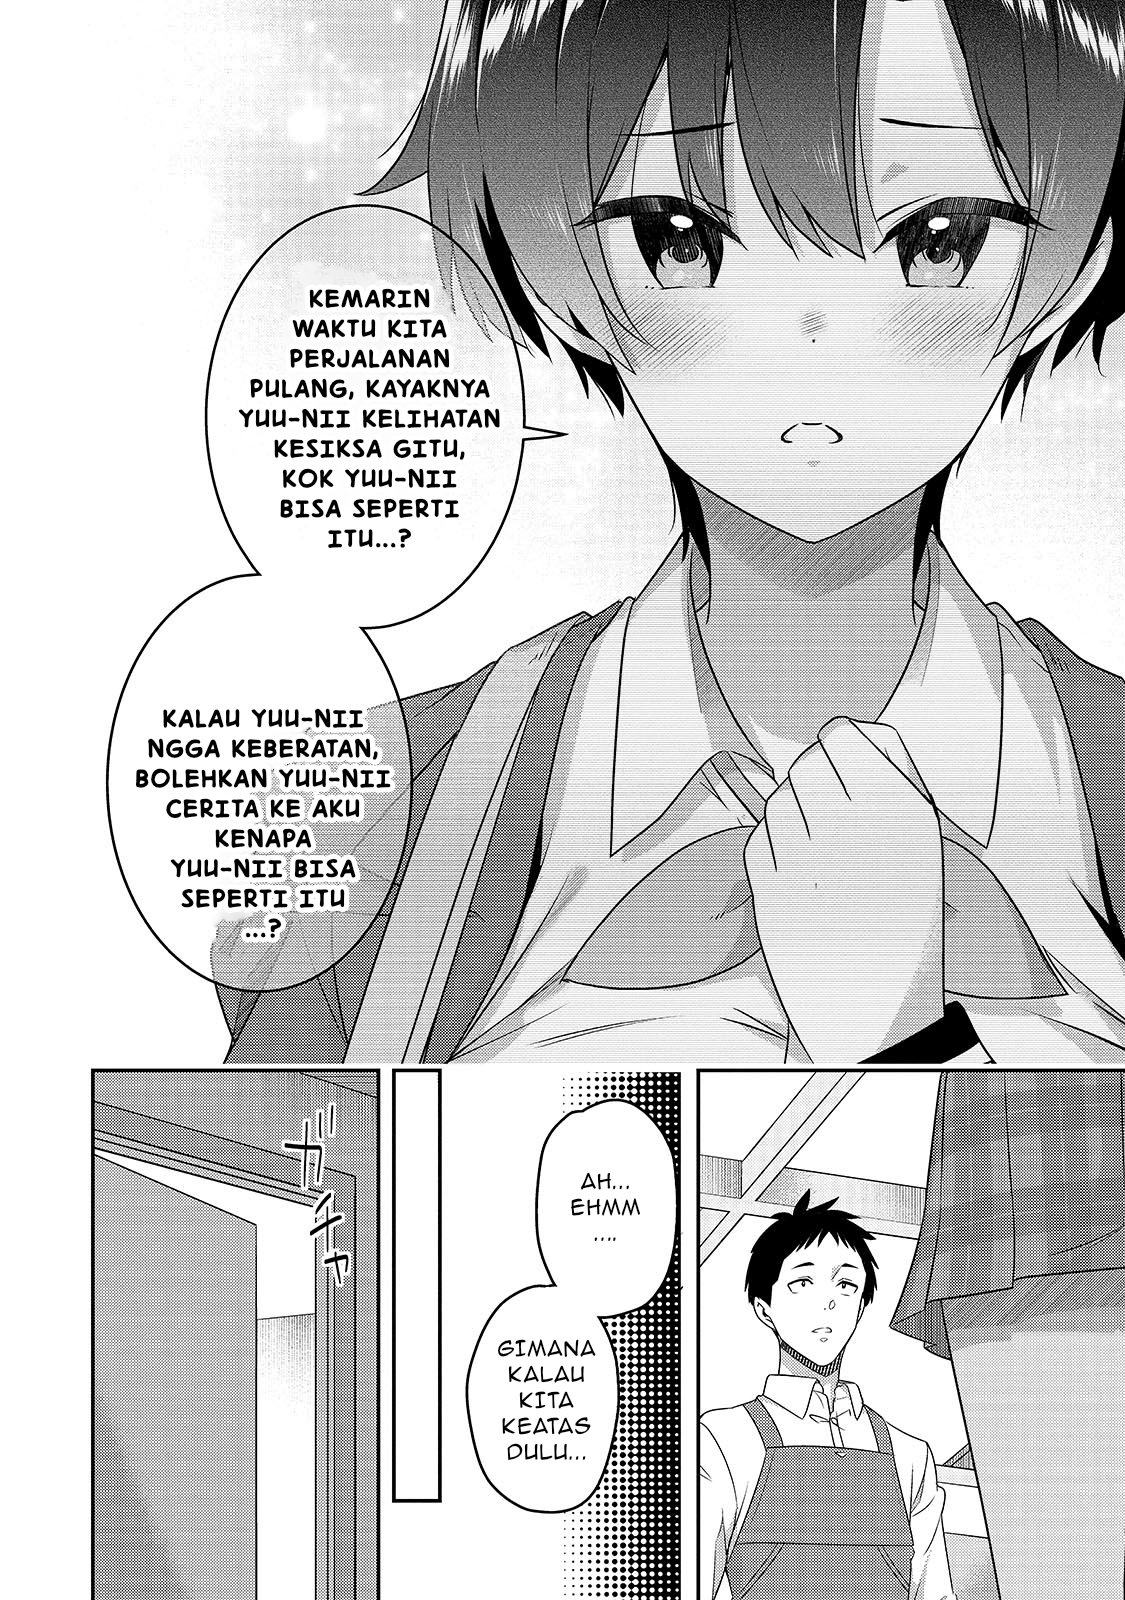 KEMARIN
WAKTU KITA
PERJALANAN
PULANG, KAYAKNYA
YUU-NII KELIHATAN
KESIKSA GITU,
KOK YUU-NII
BISA SEPERTI
ITU...?
KALAU YUU-NII
NGGA KEBERATAN,
BOLEHKAN YUU-NII
CERITA KE AKU
KENAPA
YUU-NII BISA
SEPERTI ITU
...?
AH...
EHMM
....
GIMANA
KALAU
KITA
KEATAS
DULU...
ガチャ